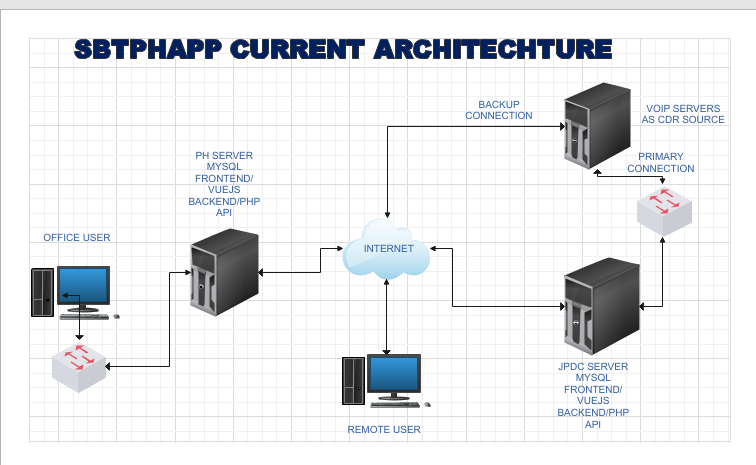 SBTPHAPP CURRENT ARCHITECHTURE
BACKUP
CONNECTION
VOIP SERVERS
AS CDR SOURCE
PRIMARY
CONNECTION
PH SERVER
MYSQL
FRONTEND/
VUEJS
BACKEND/PHP
API
OFFICE USER
INTERNET
JPDC SERVER
MYSQL
FRONTEND/
VUEJS
BACKEND/PHP
API
REMOTE USER